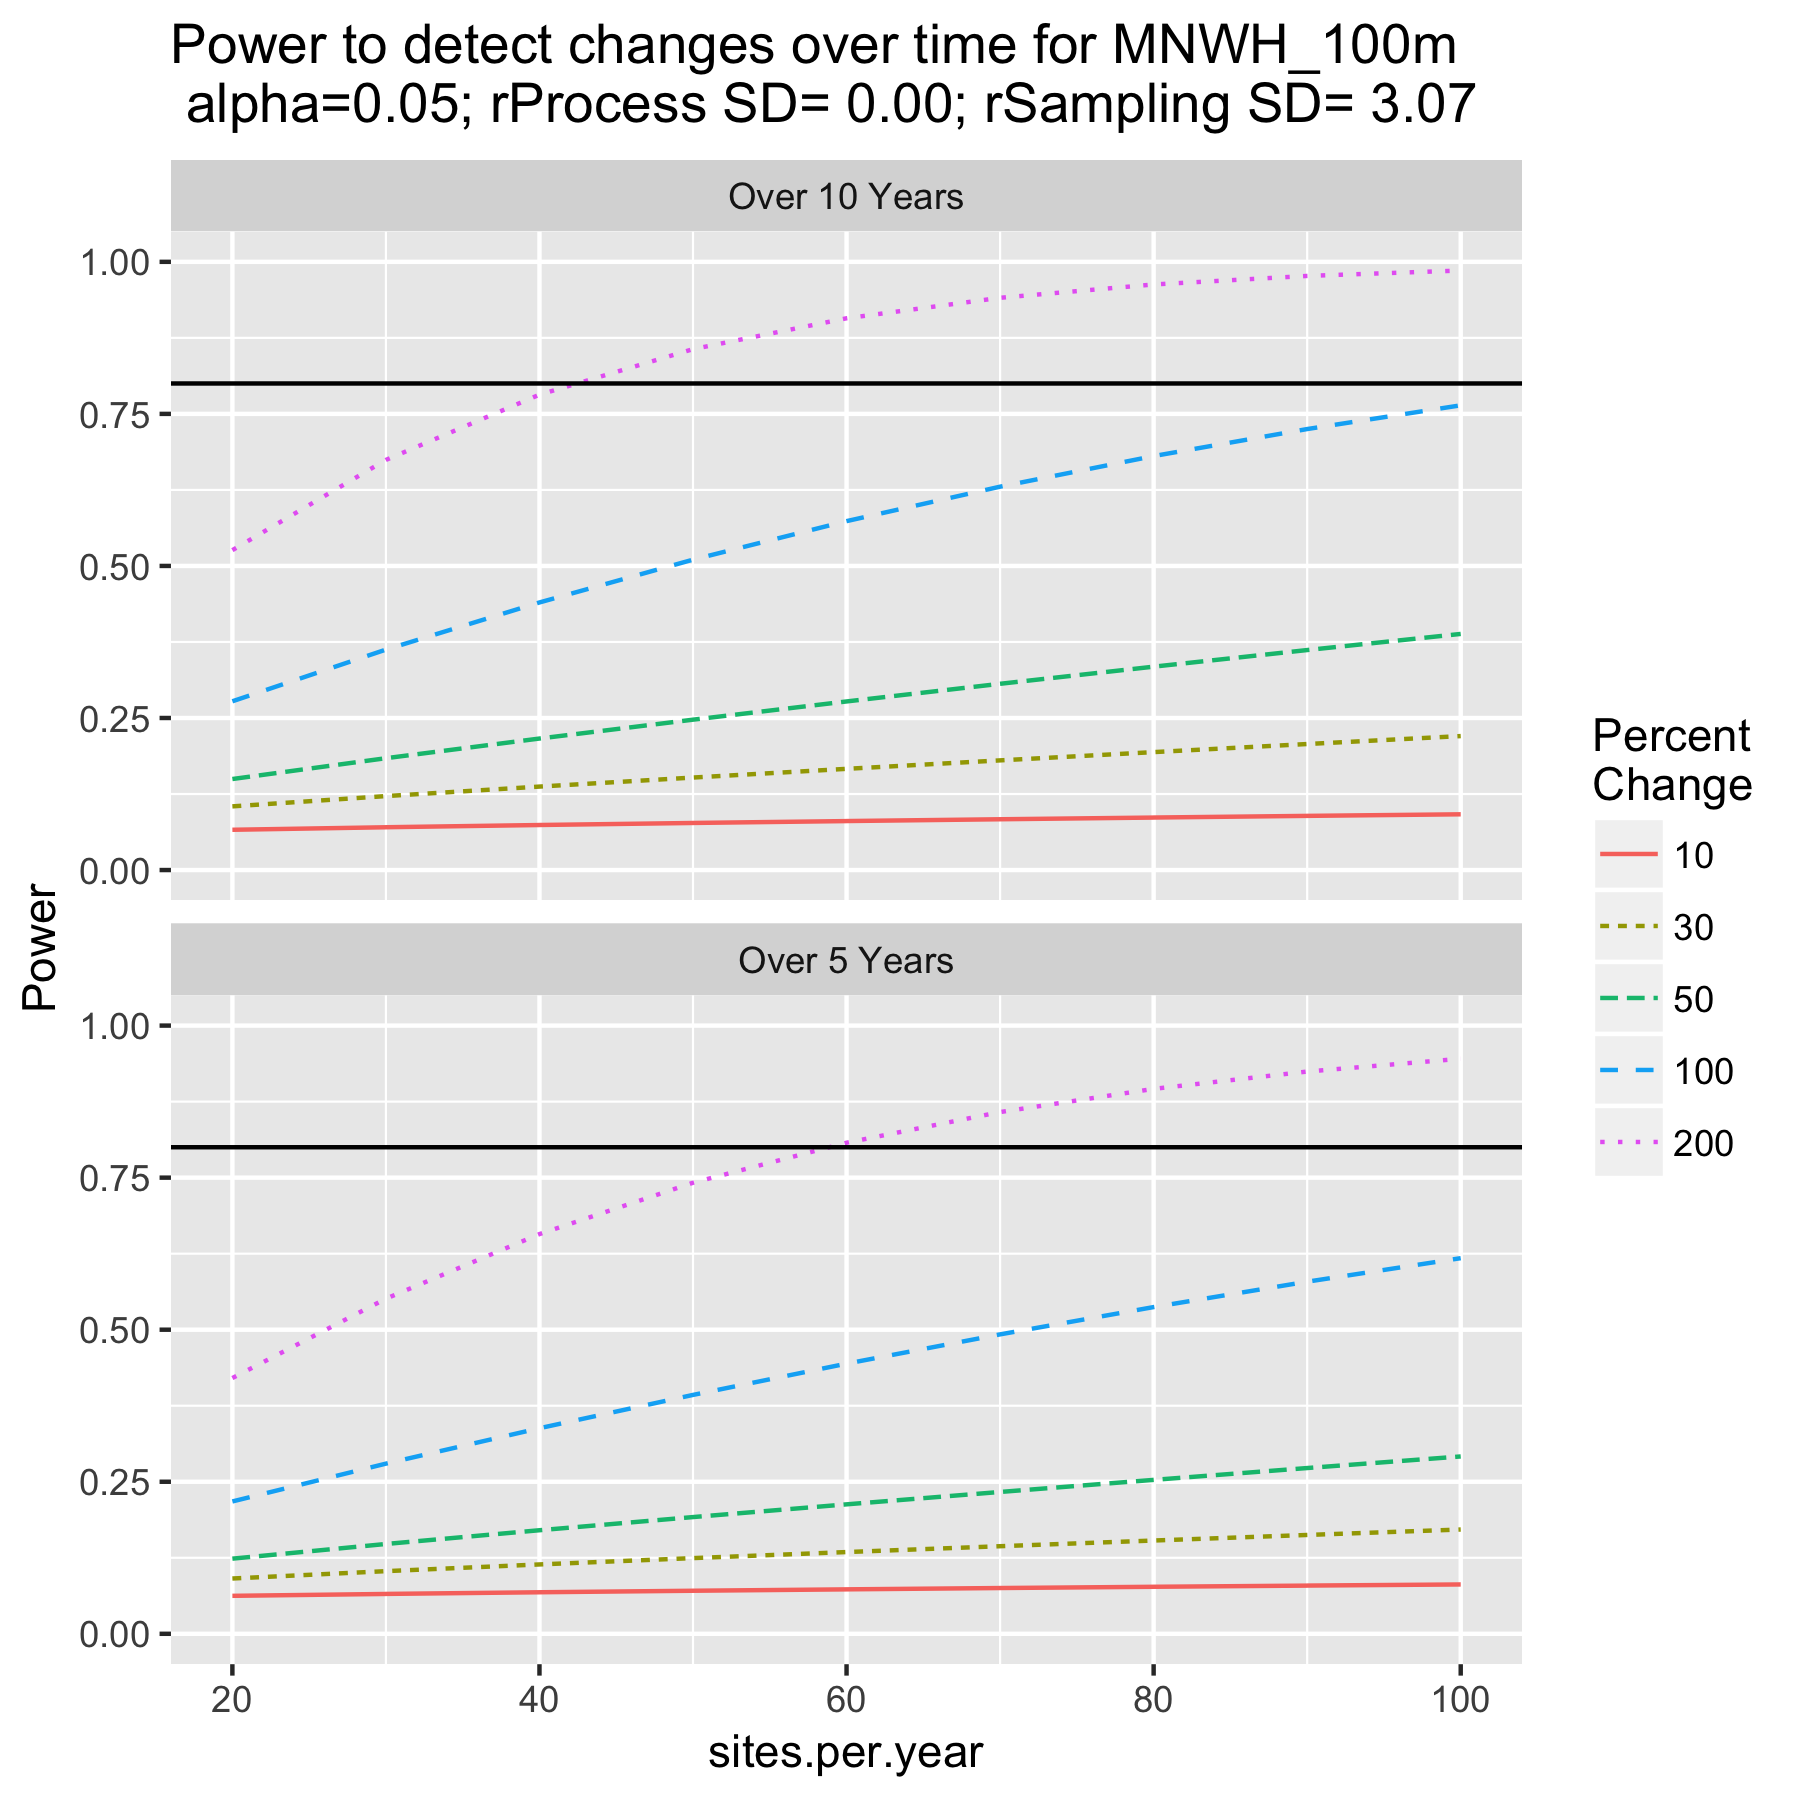 Power to detect changes over time for MNWH_100m
alpha=0.05; rProcess SD= 0.00; rSampling SD= 3.07
Over 10 Years
1.00
0.75
0.50
0.25
0.00
Over 5 Years
1.00
0.75
0.50
0.25
0.00
Power
20 40 60 80 100
sites.per.year
Percent
Change
10
30
50
100
200